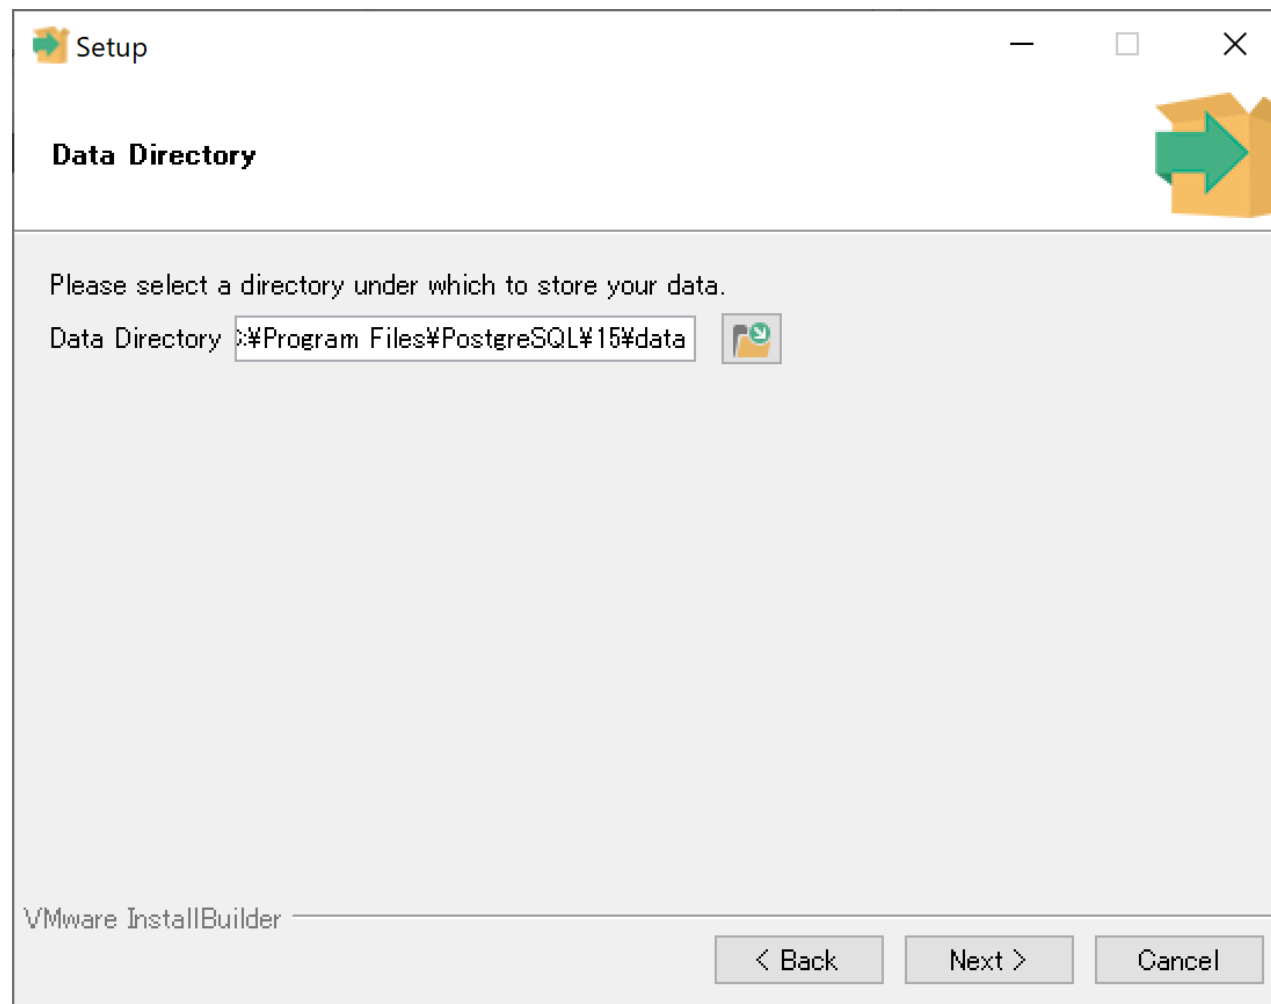 Setup
Data Directory
Please select a directory under which to store your data.
Data Directory :¥Program Files¥PostgreSQL¥15¥data
VMware InstallBuilder
< Back Next > Cancel